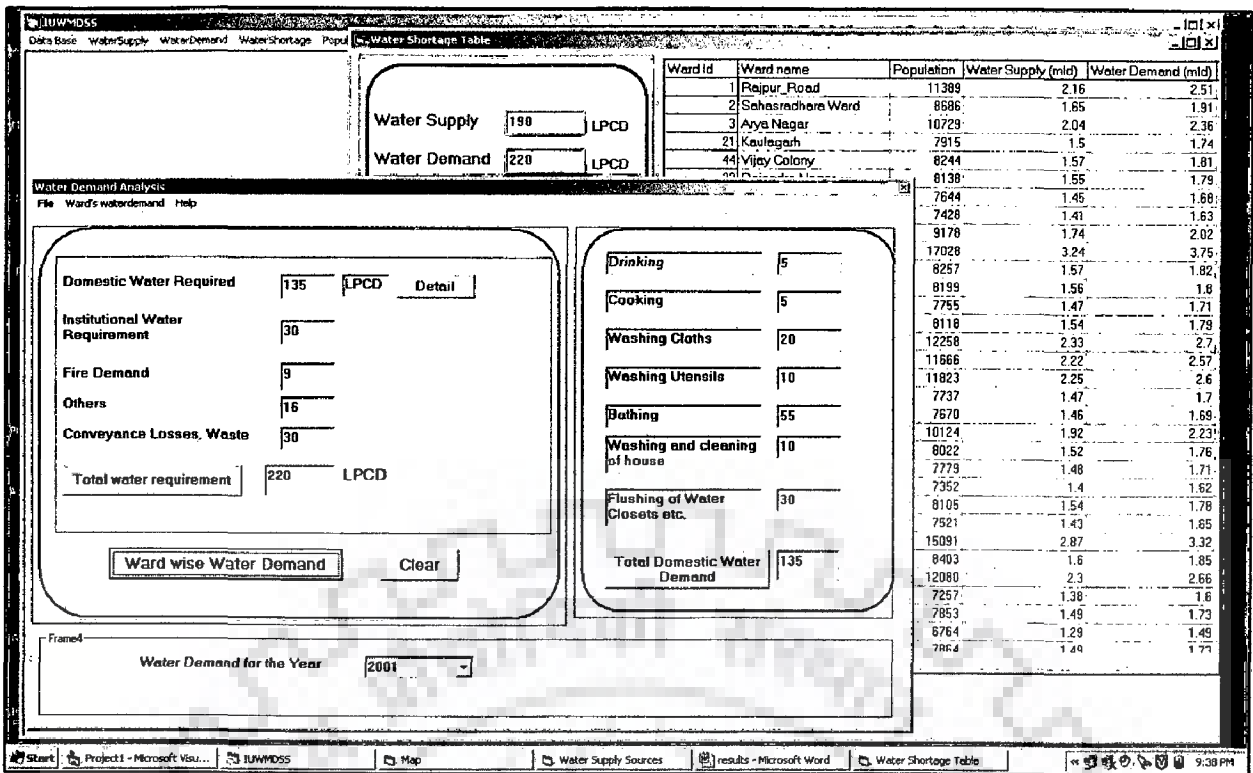 IUWMDSS
Data Base WaterSupply WaterDemand WaterShortage Popul
Water Shortage Table
Water Supply 190 LPCD
Water Demand 220 LPCD
Ward Id Ward name Population Water Supply (mld) Water Demand (mld)
1 Rajpur_Road 11389 2.16 2.51
2 Sahasradhara Ward 8686 1.65 1.91
3 Arya Nagar 10729 2.04 2.36
21 Kaulagarh 7915 1.5 1.74
44 Vijay Colony 8244 1.57 1.81
8138 1.55 1.79
7644 1.45 1.68
7428 1.41 1.63
9178 1.74 2.02
17028 3.24 3.75
8257 1.57 1.82
8199 1.56 1.8
7755 1.47 1.71
8118 1.54 1.79
12258 2.33 2.7
11666 2.22 2.57
11823 2.25 2.6
7737 1.47 1.7
7670 1.46 1.69
10124 1.92 2.23
8022 1.52 1.76
7779 1.48 1.71
7352 1.4 1.62
8105 1.54 1.78
7521 1.43 1.65
15091 2.87 3.32
8403 1.6 1.85
12080 2.3 2.66
7257 1.38 1.6
7853 1.49 1.73
6764 1.29 1.49
7864 1.49 1.73
Water Demand Analysis
File Ward's waterdemand Help
Domestic Water Required 135 LPCD Detail
Institutional Water
Requirement 30
Fire Demand 9
Others 16
Conveyance Losses, Waste 30
Total water requirement 220 LPCD
Ward wise Water Demand Clear
Drinking 5
Cooking 5
Washing Cloths 20
Washing Utensils 10
Bathing 55
Washing and cleaning
of house 10
Flushing of Water
Closets etc. 30
Total Domestic Water
Demand 135
Frame4
Water Demand for the Year 2001
Start Project1 - Microsoft Visu... IUWMDSS Map Water Supply Sources results - Microsoft Word Water Shortage Table 9:38 PM